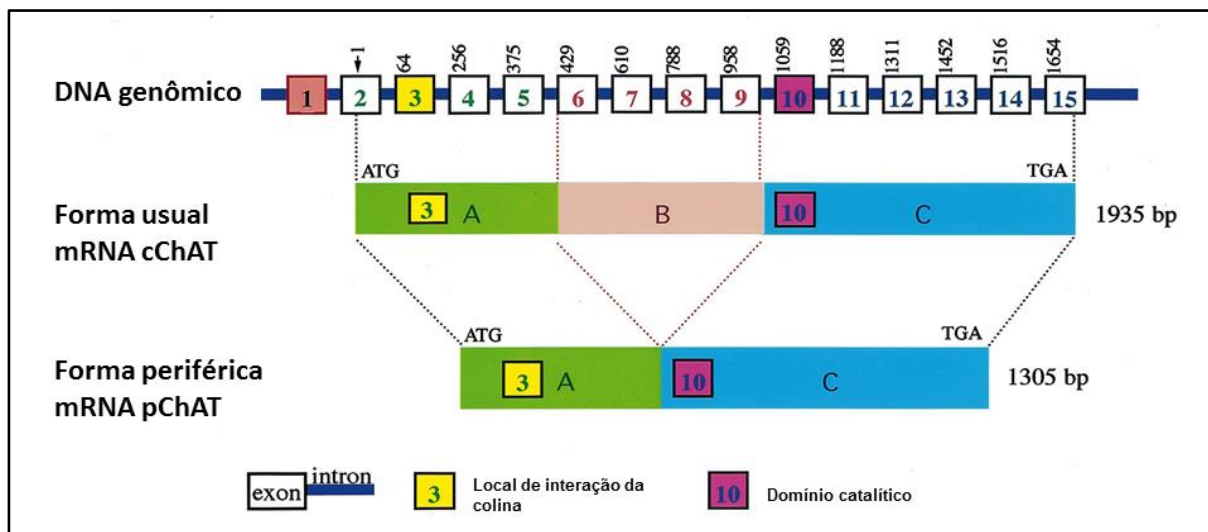 1 64 256 375 429 610 788 958 1059 1188 1311 1452 1516 1654
DNA genômico 1 2 3 4 5 6 7 8 9 10 11 12 13 14 15
ATG TGA
Forma usual
mRNA cChAT
3 A B 10 C 1935 bp
ATG TGA
Forma periférica
mRNA pChAT
3 A 10 C 1305 bp
exon intron
3 Local de interação da
colina
10 Domínio catalítico